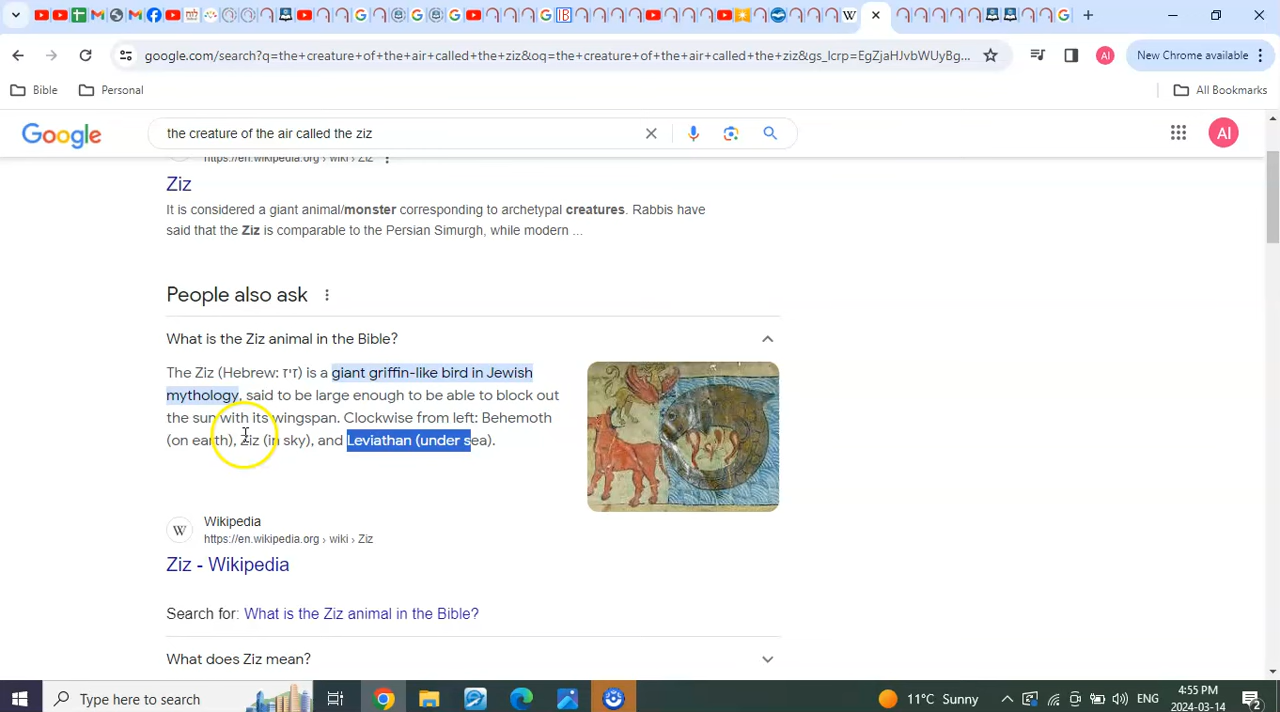 google.com/search?q=the+creature+of+the+air+called+the+ziz&oq=the+creature+of+the+air+called+the+ziz&gs_lcrp=EgZjaHJvbWUyBg...
New Chrome available
Bible
Personal
All Bookmarks
Google
the creature of the air called the ziz
AI
https://en.wikipedia.org › wiki › Ziz
Ziz
It is considered a giant animal/monster corresponding to archetypal creatures. Rabbis have
said that the Ziz is comparable to the Persian Simurgh, while modern ...
People also ask
What is the Ziz animal in the Bible?
The Ziz (Hebrew: זיז) is a giant griffin-like bird in Jewish
mythology, said to be large enough to be able to block out
the sun with its wingspan. Clockwise from left: Behemoth
(on earth), Ziz (in sky), and Leviathan (under sea).
W
Wikipedia
https://en.wikipedia.org › wiki › Ziz
Ziz - Wikipedia
Search for: What is the Ziz animal in the Bible?
What does Ziz mean?
Type here to search
11°C Sunny
ENG
4:55 PM
2024-03-14
2